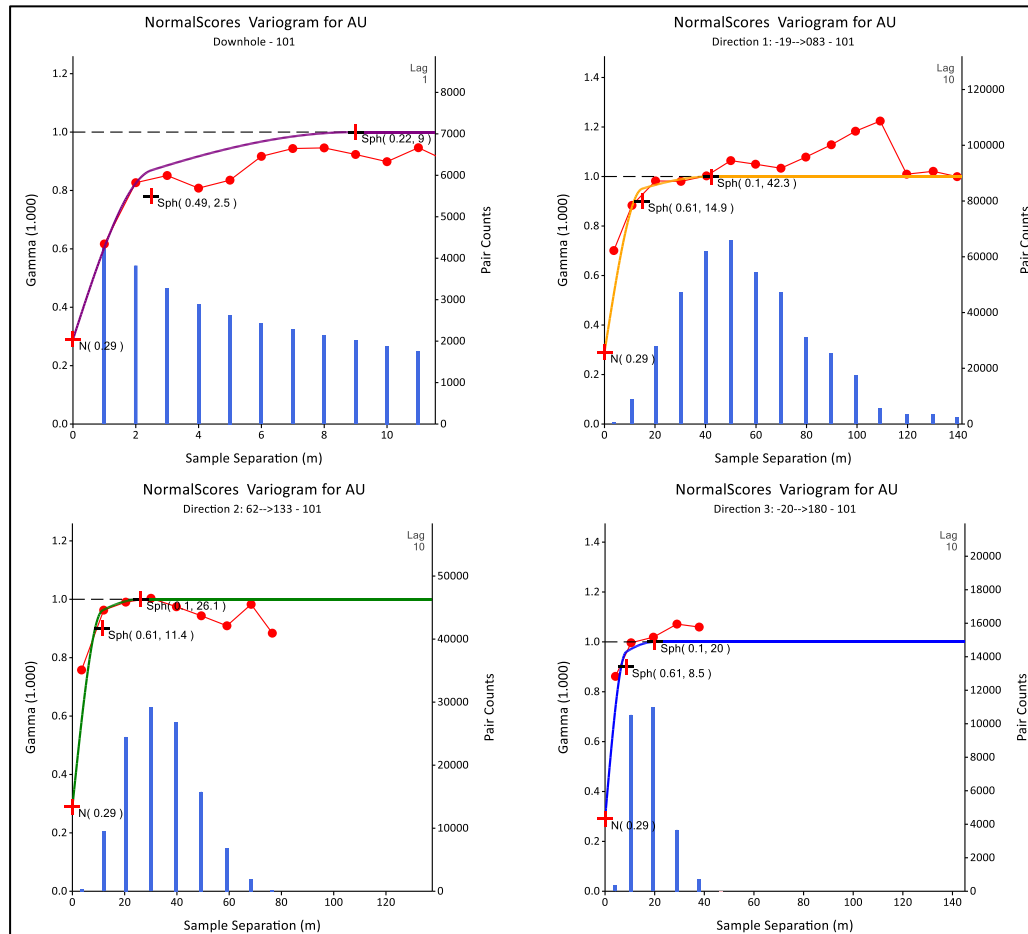 NormalScores Variogram for AU
Downhole - 101
Lag
1
1.2
1.0
0.8
0.6
0.4
0.2
0.0
Gamma (1.000)
8000
7000
6000
5000
4000
3000
2000
1000
0
Pair Counts
Sph( 0.22, 9 )
Sph( 0.49, 2.5 )
N( 0.29 )
0 2 4 6 8 10
Sample Separation (m)
NormalScores Variogram for AU
Direction 1: -19-->083 - 101
Lag
10
1.4
1.2
1.0
0.8
0.6
0.4
0.2
0.0
Gamma (1.000)
120000
100000
80000
60000
40000
20000
0
Pair Counts
Sph( 0.1, 42.3 )
Sph( 0.61, 14.9 )
N( 0.29 )
0 20 40 60 80 100 120 140
Sample Separation (m)
NormalScores Variogram for AU
Direction 2: 62-->133 - 101
Lag
10
1.2
1.0
0.8
0.6
0.4
0.2
0.0
Gamma (1.000)
50000
40000
30000
20000
10000
0
Pair Counts
Sph( 0.1, 26.1 )
Sph( 0.61, 11.4 )
N( 0.29 )
0 20 40 60 80 100 120
Sample Separation (m)
NormalScores Variogram for AU
Direction 3: -20-->180 - 101
Lag
10
1.4
1.2
1.0
0.8
0.6
0.4
0.2
0.0
Gamma (1.000)
20000
18000
16000
14000
12000
10000
8000
6000
4000
2000
0
Pair Counts
Sph( 0.1, 20 )
Sph( 0.61, 8.5 )
N( 0.29 )
0 20 40 60 80 100 120 140
Sample Separation (m)